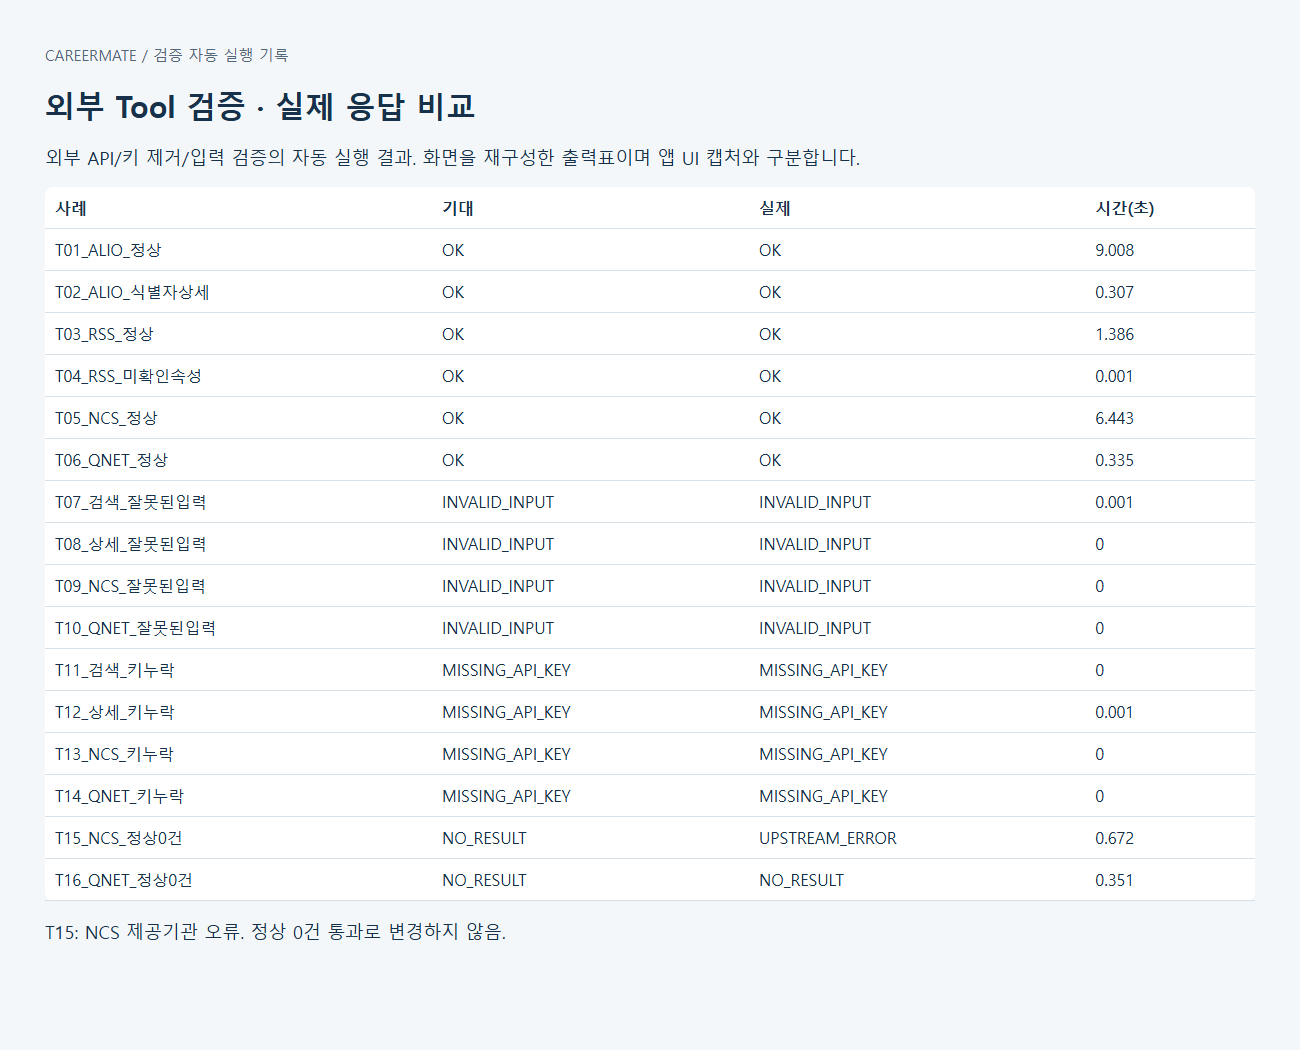 CAREERMATE / 검증 자동 실행 기록
외부 Tool 검증 · 실제 응답 비교
외부 API/키 제거/입력 검증의 자동 실행 결과. 화면을 재구성한 출력표이며 앱 UI 캡처와 구분합니다.
사례 기대 실제 시간(초)
T01_ALIO_정상 OK OK 9.008
T02_ALIO_식별자상세 OK OK 0.307
T03_RSS_정상 OK OK 1.386
T04_RSS_미확인속성 OK OK 0.001
T05_NCS_정상 OK OK 6.443
T06_QNET_정상 OK OK 0.335
T07_검색_잘못된입력 INVALID_INPUT INVALID_INPUT 0.001
T08_상세_잘못된입력 INVALID_INPUT INVALID_INPUT 0
T09_NCS_잘못된입력 INVALID_INPUT INVALID_INPUT 0
T10_QNET_잘못된입력 INVALID_INPUT INVALID_INPUT 0
T11_검색_키누락 MISSING_API_KEY MISSING_API_KEY 0
T12_상세_키누락 MISSING_API_KEY MISSING_API_KEY 0.001
T13_NCS_키누락 MISSING_API_KEY MISSING_API_KEY 0
T14_QNET_키누락 MISSING_API_KEY MISSING_API_KEY 0
T15_NCS_정상0건 NO_RESULT UPSTREAM_ERROR 0.672
T16_QNET_정상0건 NO_RESULT NO_RESULT 0.351
T15: NCS 제공기관 오류. 정상 0건 통과로 변경하지 않음.